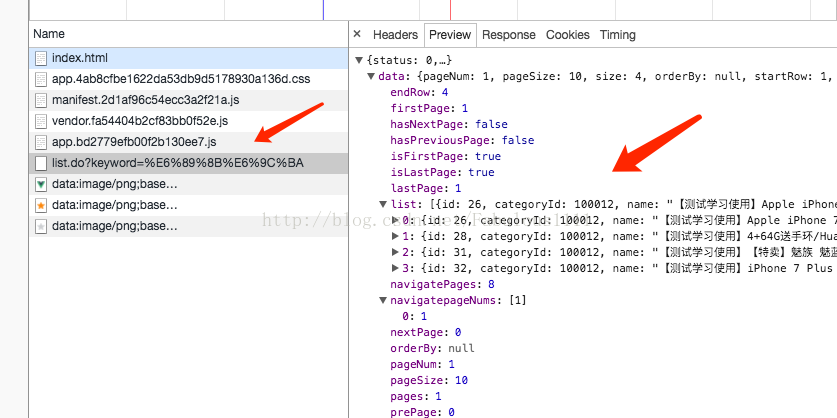 Name
index.html
app.4ab8cfbe1622da53db9d5178930a136d.css
manifest.2d1af96c54ecc3a2f21a.js
vendor.fa54404b2cf83bb0f52e.js
app.bd2779efb00f2b130ee7.js
list.do?keyword=%E6%89%8B%E6%9C%BA
data:image/png;base…
data:image/png;base…
data:image/png;base…
× Headers Preview Response Cookies Timing
▼{status: 0,…}
▼data: {pageNum: 1, pageSize: 10, size: 4, orderBy: null, startRow: 1,
endRow: 4
firstPage: 1
hasNextPage: false
hasPreviousPage: false
isFirstPage: true
isLastPage: true
lastPage: 1
▼list: [{id: 26, categoryId: 100012, name: "【测试学习使用】Apple iPhone
▶0: {id: 26, categoryId: 100012, name: "【测试学习使用】Apple iPhone 7
▶1: {id: 28, categoryId: 100012, name: "【测试学习使用】4+64G送手环/Hua
▶2: {id: 31, categoryId: 100012, name: "【测试学习使用】【特卖】魅族 魅蓝
▶3: {id: 32, categoryId: 100012, name: "【测试学习使用】iPhone 7 Plus
navigatePages: 8
▼navigatepageNums: [1]
0: 1
nextPage: 0
orderBy: null
pageNum: 1
pageSize: 10
pages: 1
prePage: 0